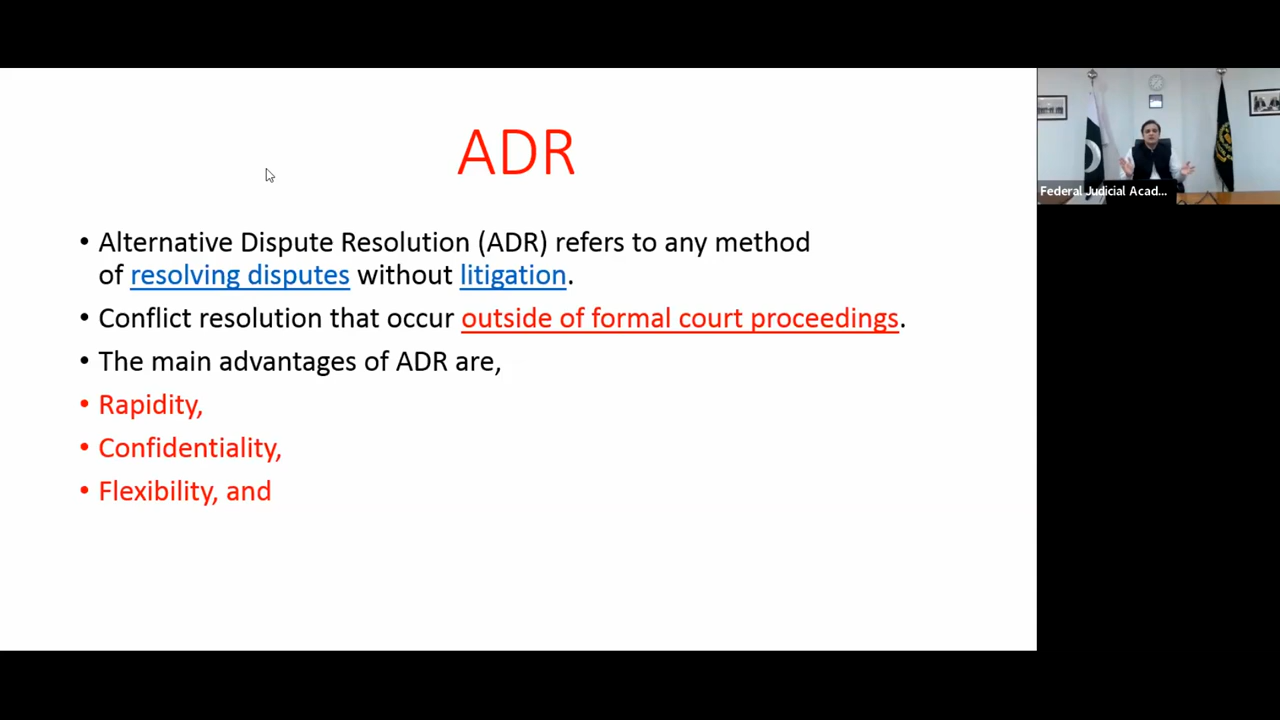 ADR
• Alternative Dispute Resolution (ADR) refers to any method
of resolving disputes without litigation.
• Conflict resolution that occur outside of formal court proceedings.
• The main advantages of ADR are,
• Rapidity,
• Confidentiality,
• Flexibility, and
Federal Judicial Acad...